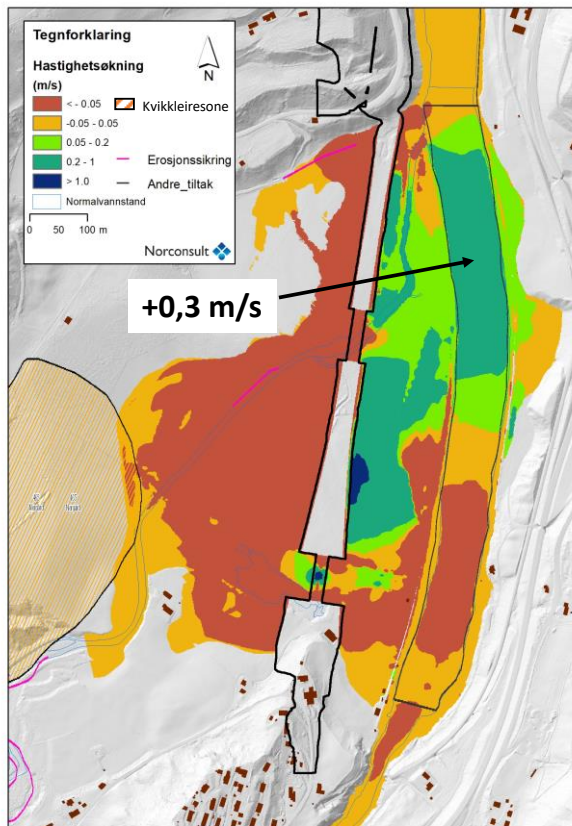 Tegnforklaring
Hastighetsøkning
(m/s)
N
< - 0.05
Kvikkleiresone
-0.05 - 0.05
0.05 - 0.2
0.2 - 1
Erosjonssikring
> 1.0
Andre_tiltak
Normalvannstand
0 50 100 m
Norconsult
+0,3 m/s